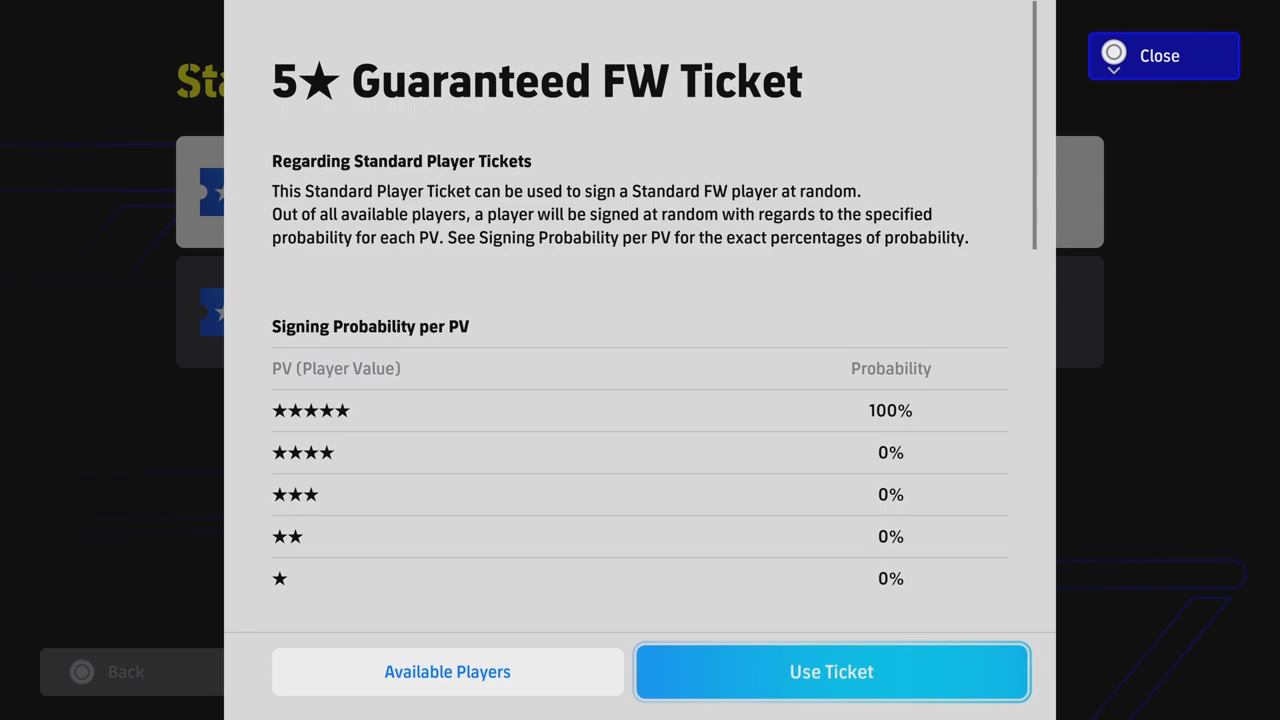 5★ Guaranteed FW Ticket
Close
Regarding Standard Player Tickets
This Standard Player Ticket can be used to sign a Standard FW player at random.
Out of all available players, a player will be signed at random with regards to the specified
probability for each PV. See Signing Probability per PV for the exact percentages of probability.
Signing Probability per PV
PV (Player Value) Probability
★★★★★ 100%
★★★★ 0%
★★★ 0%
★★ 0%
★ 0%
Back
Available Players
Use Ticket